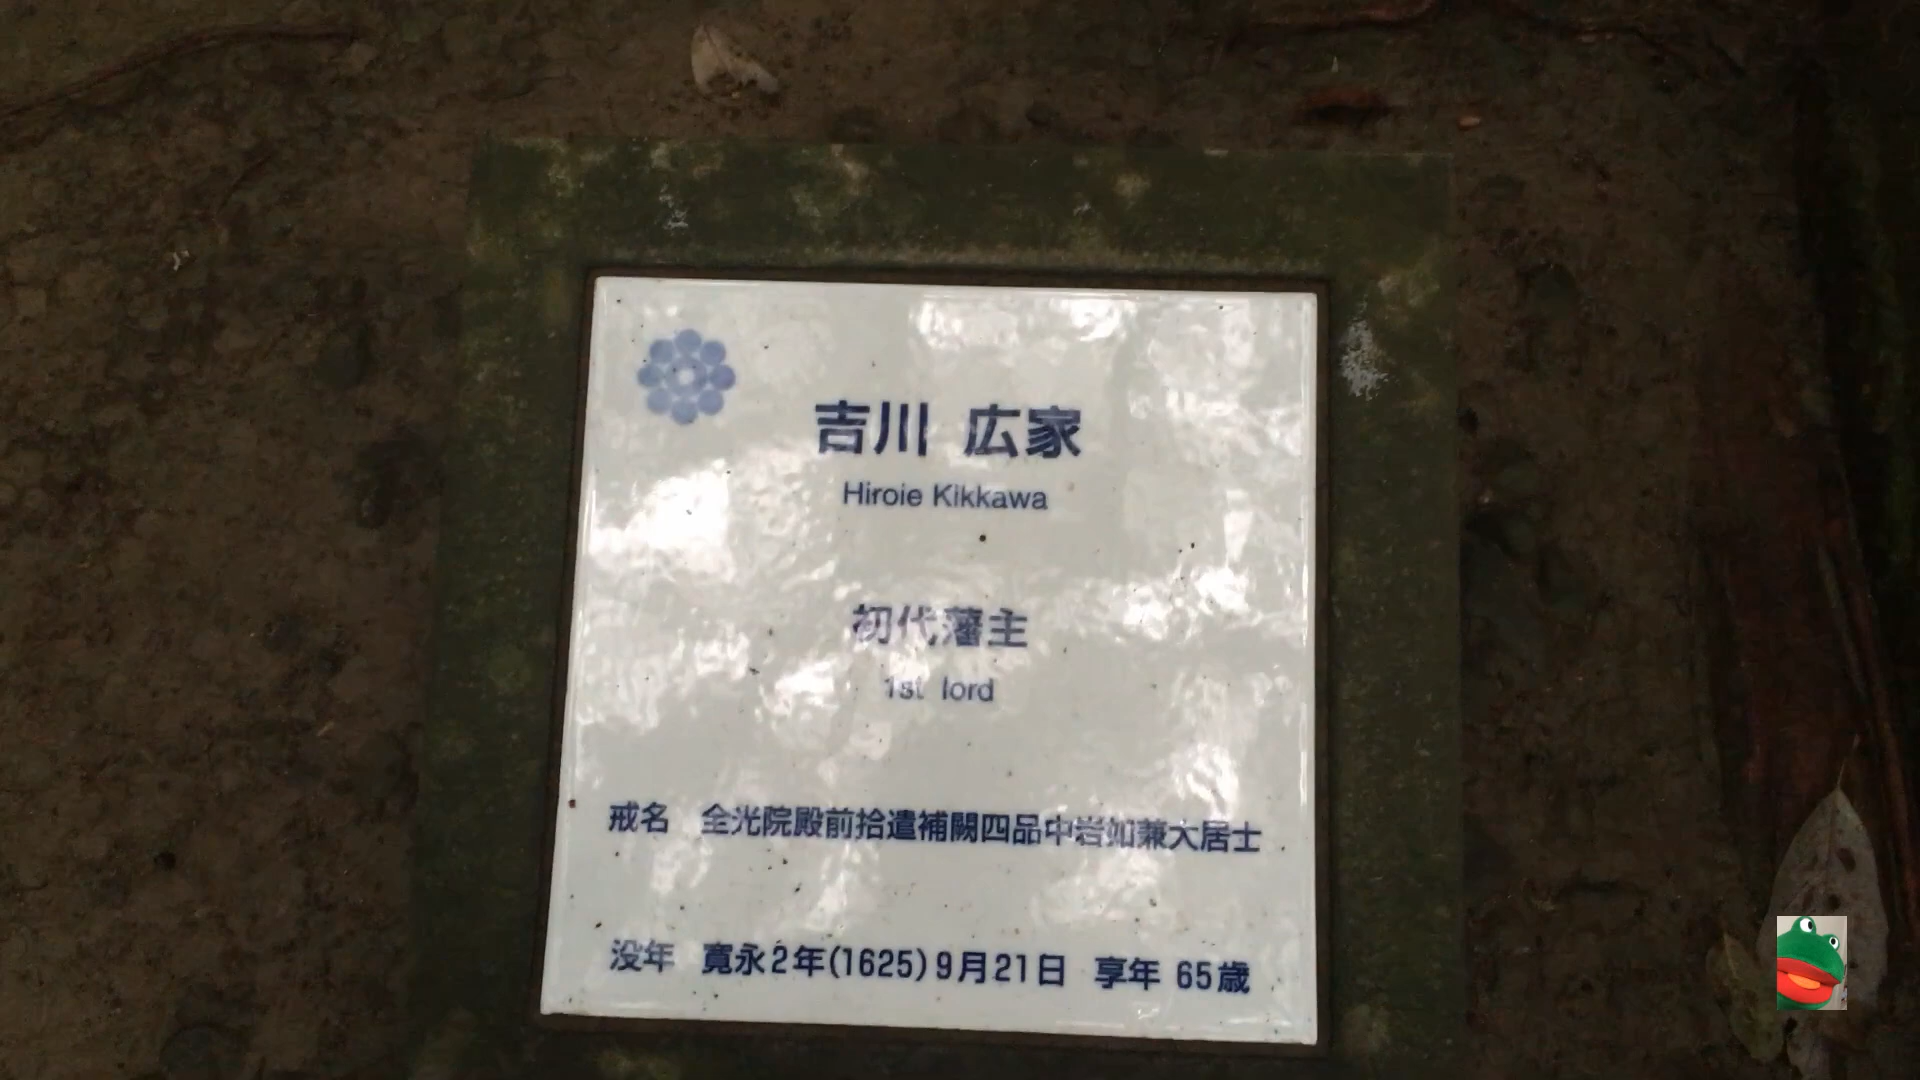 吉川 広家
Hiroie Kikkawa
初代藩主
1st lord
戒名 全光院殿前拾遺補闕四品中岩如兼大居士
没年 寛永2年(1625)9月21日 享年 65歳